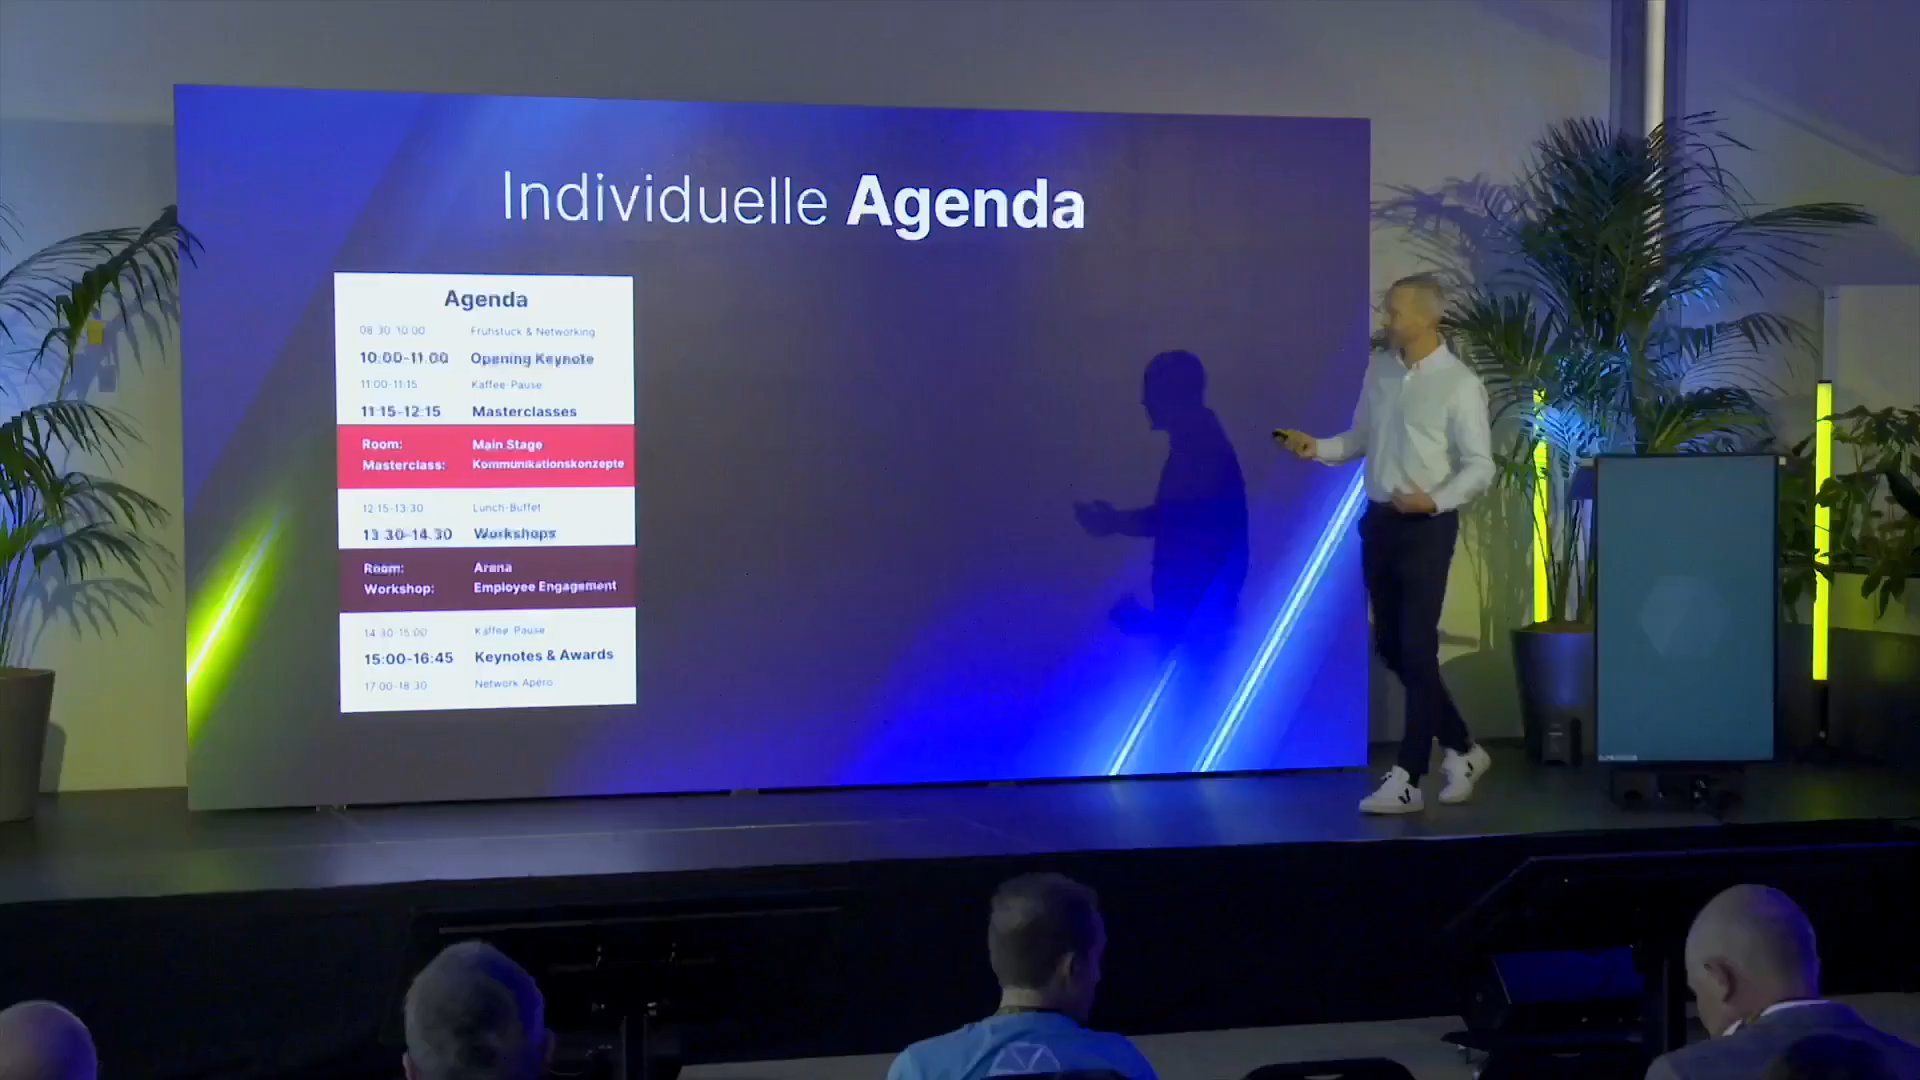 Individuelle Agenda
Agenda
08:30-10:00 Frühstück & Networking
10:00-11:00 Opening Keynote
11:00-11:15 Kaffee-Pause
11:15-12:15 Masterclasses
Room: Main Stage
Masterclass: Kommunikationskonzepte
12:15-13:30 Lunch-Buffet
13:30-14:30 Workshops
Room: Arena
Workshop: Employee Engagement
14:30-15:00 Kaffee-Pause
15:00-16:45 Keynotes & Awards
17:00-18:30 Network Apéro